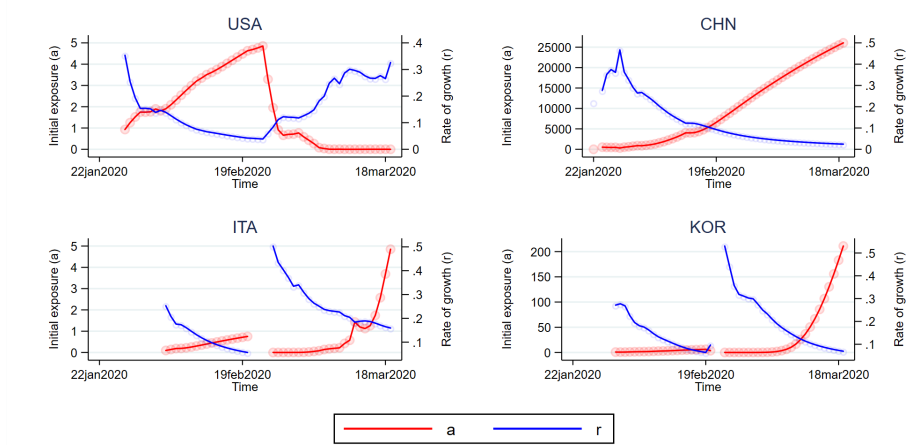 USA
Initial exposure (a)
5
4
3
2
1
0
.4
.3
.2
.1
0
Rate of growth (r)
22jan2020 19feb2020 18mar2020
Time
CHN
Initial exposure (a)
25000
20000
15000
10000
5000
0
.5
.4
.3
.2
.1
0
Rate of growth (r)
22jan2020 19feb2020 18mar2020
Time
ITA
Initial exposure (a)
5
4
3
2
1
0
.5
.4
.3
.2
.1
Rate of growth (r)
22jan2020 19feb2020 18mar2020
Time
KOR
Initial exposure (a)
200
150
100
50
0
.5
.4
.3
.2
.1
Rate of growth (r)
22jan2020 19feb2020 18mar2020
Time
a r